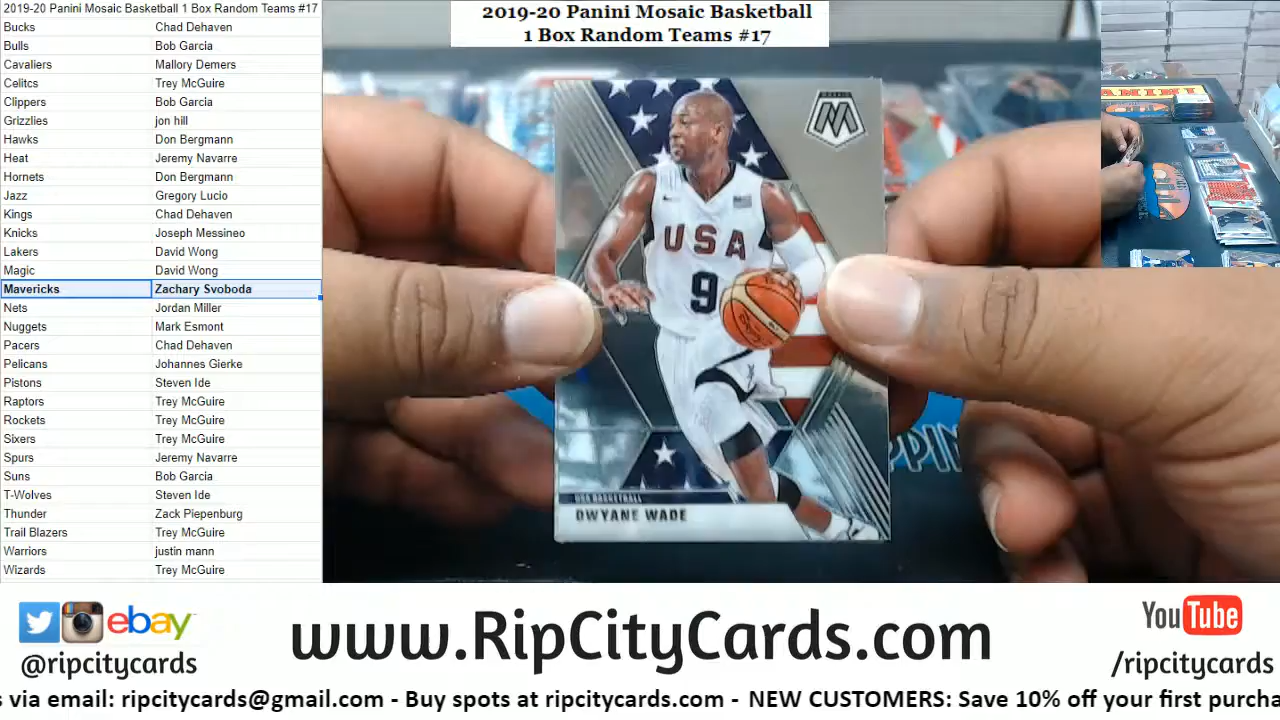 2019-20 Panini Mosaic Basketball 1 Box Random Teams #17
Bucks Chad Dehaven
Bulls Bob Garcia
Cavaliers Mallory Demers
Celitcs Trey McGuire
Clippers Bob Garcia
Grizzlies jon hill
Hawks Don Bergmann
Heat Jeremy Navarre
Hornets Don Bergmann
Jazz Gregory Lucio
Kings Chad Dehaven
Knicks Joseph Messineo
Lakers David Wong
Magic David Wong
Mavericks Zachary Svoboda
Nets Jordan Miller
Nuggets Mark Esmont
Pacers Chad Dehaven
Pelicans Johannes Gierke
Pistons Steven Ide
Raptors Trey McGuire
Rockets Trey McGuire
Sixers Trey McGuire
Spurs Jeremy Navarre
Suns Bob Garcia
T-Wolves Steven Ide
Thunder Zack Piepenburg
Trail Blazers Trey McGuire
Warriors justin mann
Wizards Trey McGuire
2019-20 Panini Mosaic Basketball
1 Box Random Teams #17
MOSAIC
M
USA
9
USA BASKETBALL
DWYANE WADE
PPIN
PANINI
ebay
@ripcitycards
www.RipCityCards.com
YouTube
/ripcitycards
s via email: ripcitycards@gmail.com - Buy spots at ripcitycards.com - NEW CUSTOMERS: Save 10% off your first purcha